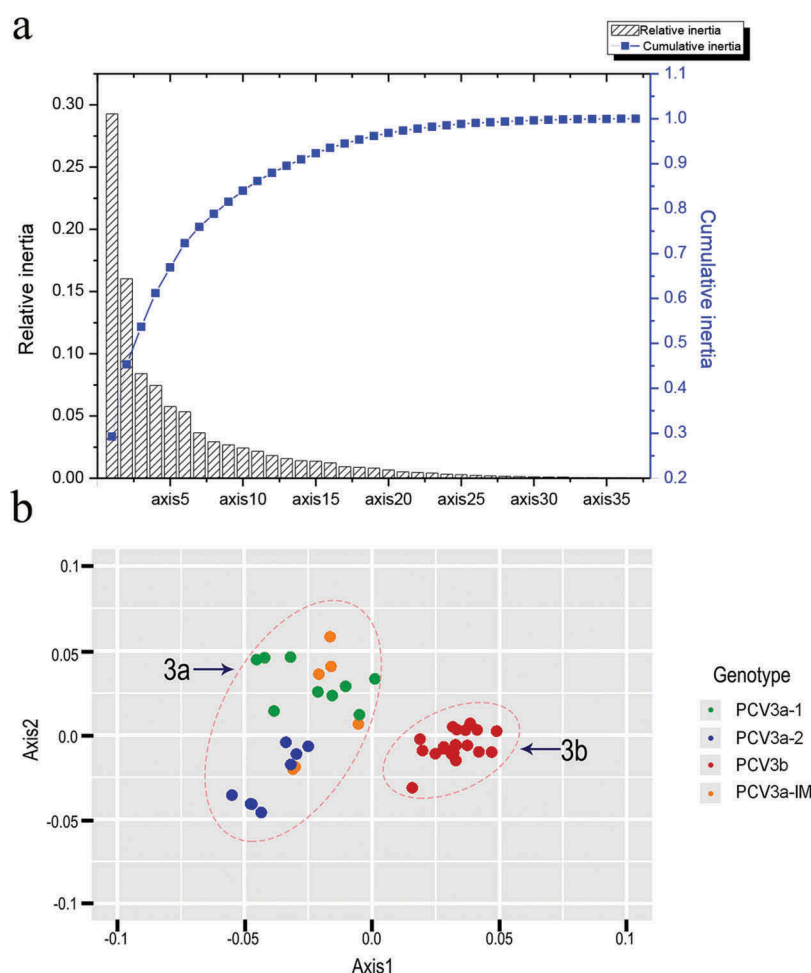 a
Relative inertia
Cumulative inertia
0.30
0.25
0.20
0.15
0.10
0.05
0.00
Relative inertia
1.1
1.0
0.9
0.8
0.7
0.6
0.5
0.4
0.3
0.2
Cumulative inertia
axis5 axis10 axis15 axis20 axis25 axis30 axis35
b
0.1
0.05
0.0
-0.05
-0.1
Axis2
3a
3b
-0.1 -0.05 0.0 0.05 0.1
Axis1
Genotype
PCV3a-1
PCV3a-2
PCV3b
PCV3a-IM